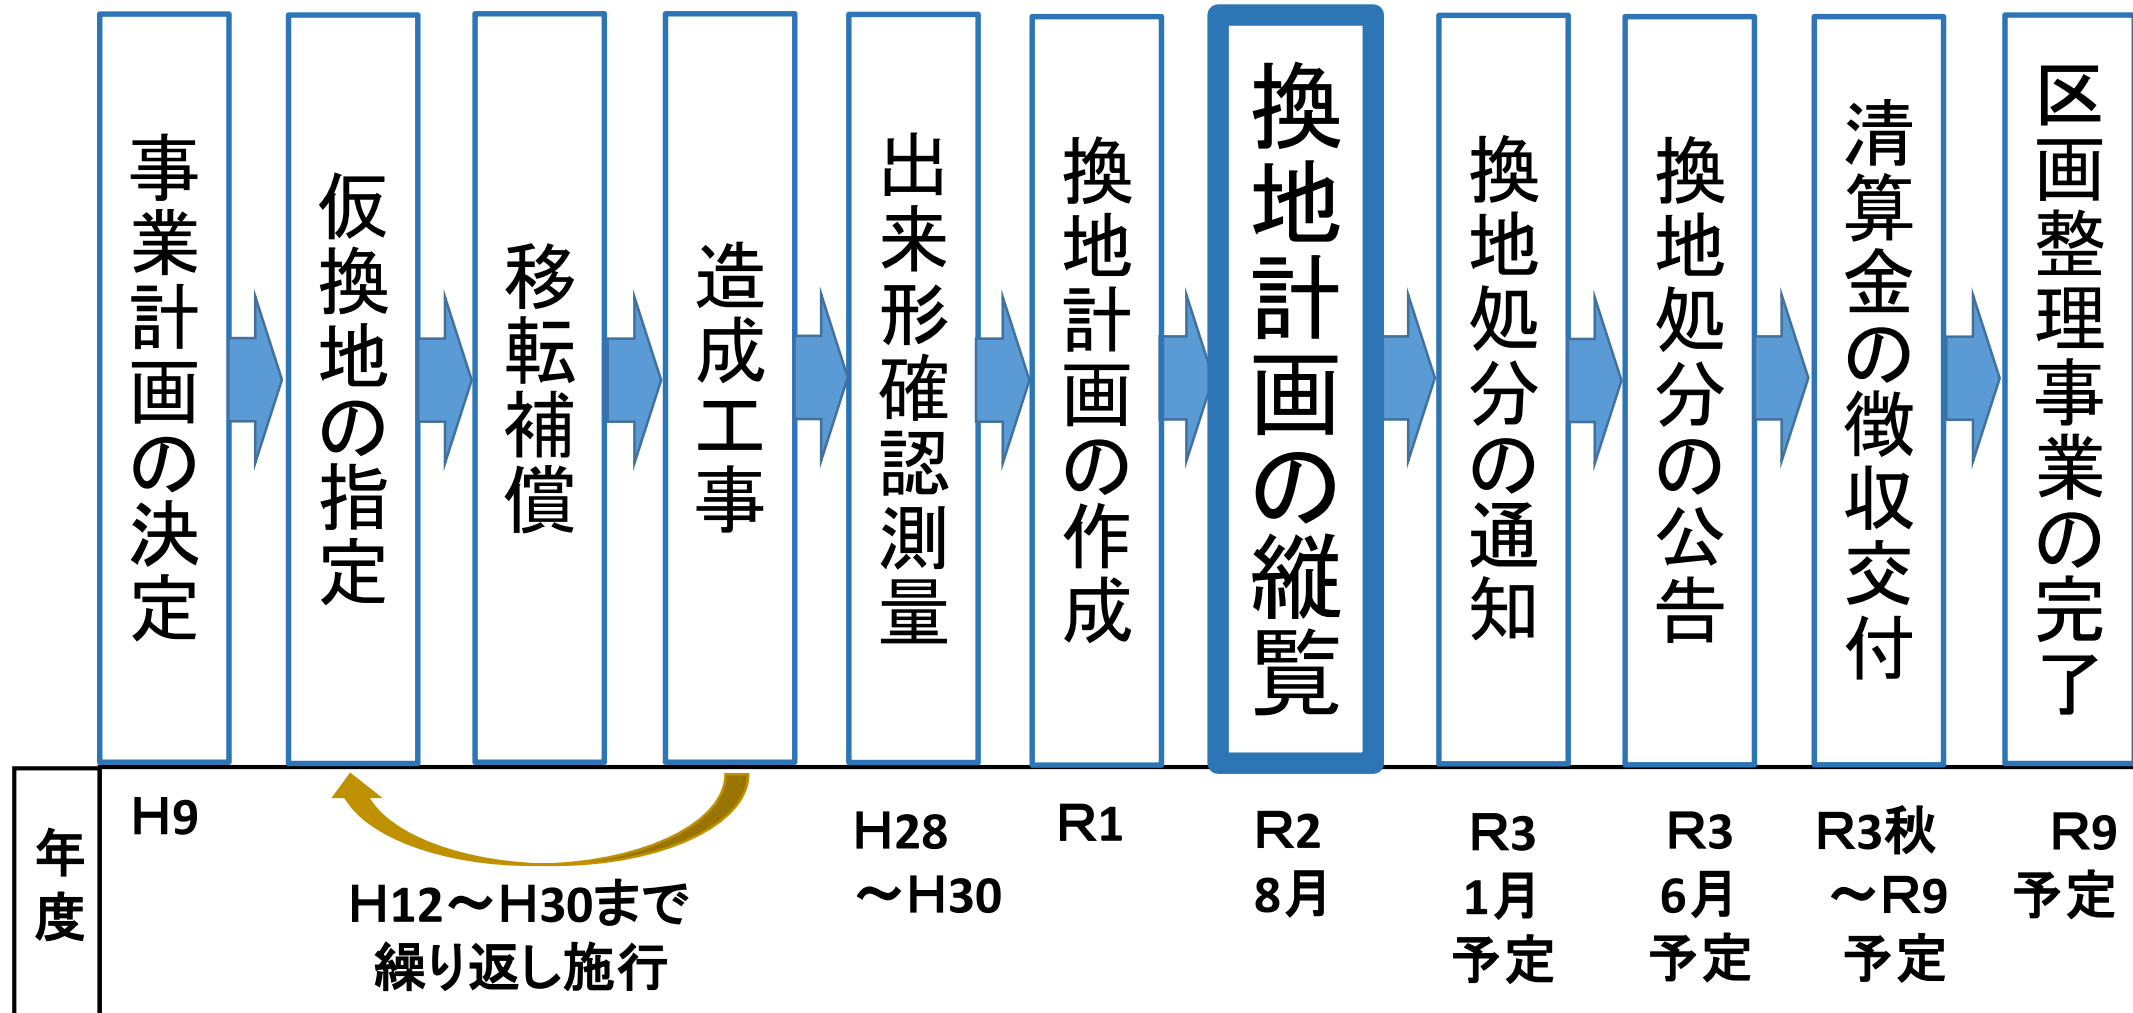 事業計画の決定
仮換地の指定
移転補償
造成工事
出来形確認測量
換地計画の作成
換地計画の縦覧
換地処分の通知
換地処分の公告
清算金の徴収交付
区画整理事業の完了
年度
H9
H12～H30まで
繰り返し施行
H28
～H30
R1
R2
8月
R3
1月
予定
R3
6月
予定
R3秋
～R9
予定
R9
予定